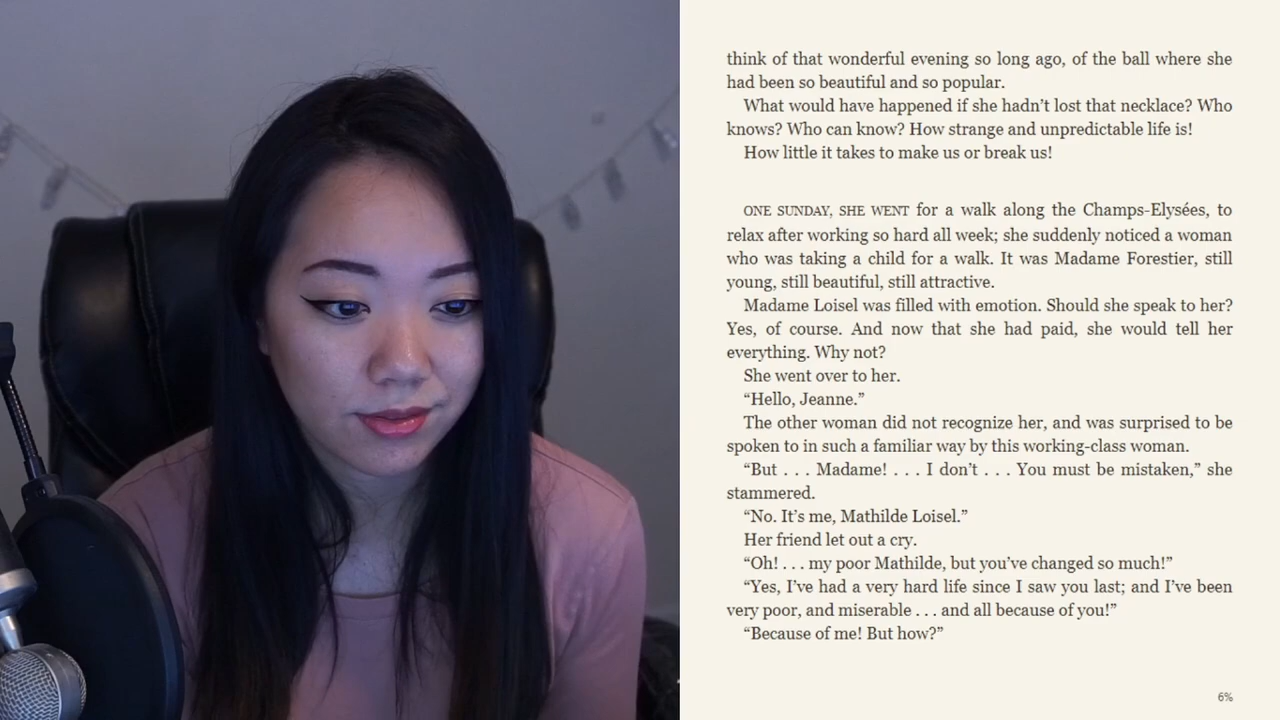 think of that wonderful evening so long ago, of the ball where she
had been so beautiful and so popular.
What would have happened if she hadn’t lost that necklace? Who
knows? Who can know? How strange and unpredictable life is!
How little it takes to make us or break us!
ONE SUNDAY, SHE WENT for a walk along the Champs-Elysées, to
relax after working so hard all week; she suddenly noticed a woman
who was taking a child for a walk. It was Madame Forestier, still
young, still beautiful, still attractive.
Madame Loisel was filled with emotion. Should she speak to her?
Yes, of course. And now that she had paid, she would tell her
everything. Why not?
She went over to her.
“Hello, Jeanne.”
The other woman did not recognize her, and was surprised to be
spoken to in such a familiar way by this working-class woman.
“But . . . Madame! . . . I don’t . . . You must be mistaken,” she
stammered.
“No. It’s me, Mathilde Loisel.”
Her friend let out a cry.
“Oh! . . . my poor Mathilde, but you’ve changed so much!”
“Yes, I’ve had a very hard life since I saw you last; and I’ve been
very poor, and miserable . . . and all because of you!”
“Because of me! But how?”
6%